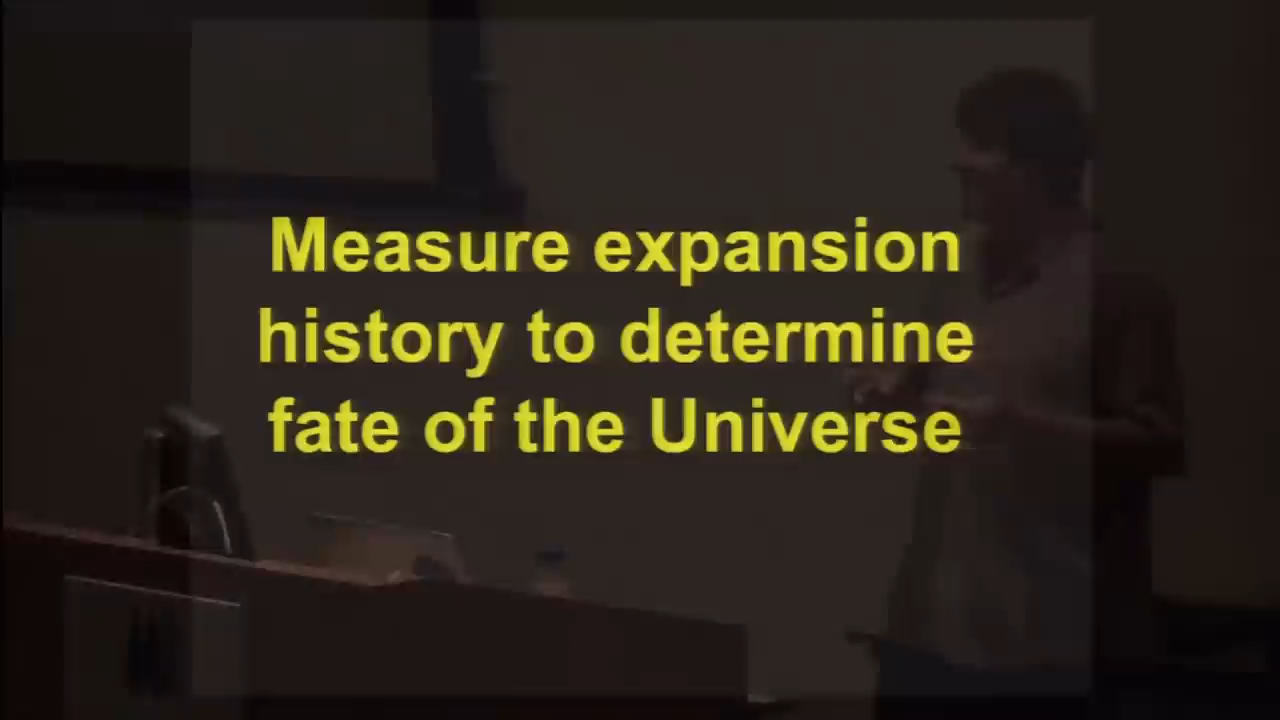 Measure expansion
history to determine
fate of the Universe